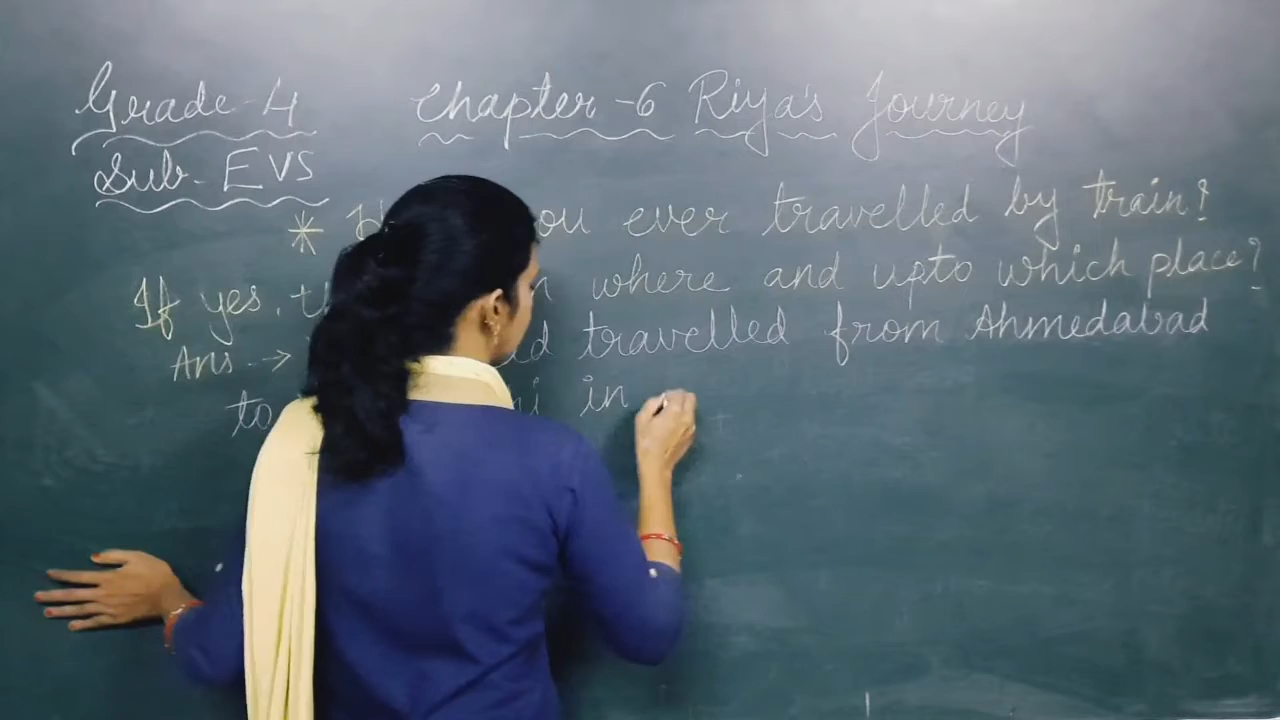 Grade-4 Chapter-6 Riya's Journey
Sub-EVS
* ou ever travelled by train?
If yes, where and upto which place?
Ans → travelled from Ahmedabad
to in